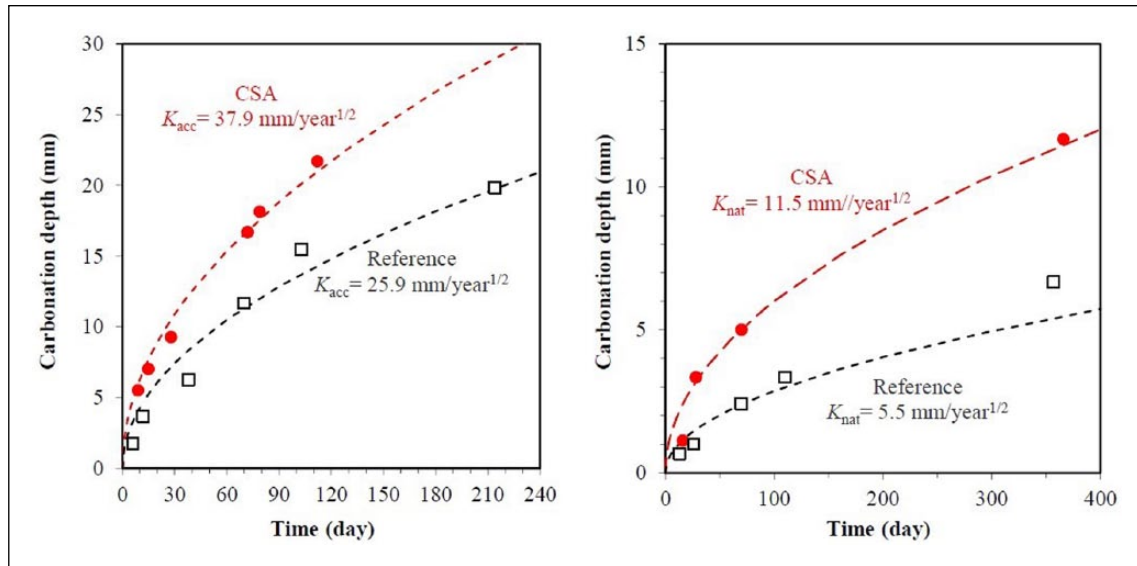 30
25
20
15
10
5
0
Carbonation depth (mm)
CSA
Kacc= 37.9 mm/year1/2
Reference
Kacc= 25.9 mm/year1/2
0 30 60 90 120 150 180 210 240
Time (day)
15
10
5
0
Carbonation depth (mm)
CSA
Knat= 11.5 mm//year1/2
Reference
Knat= 5.5 mm/year1/2
0 100 200 300 400
Time (day)